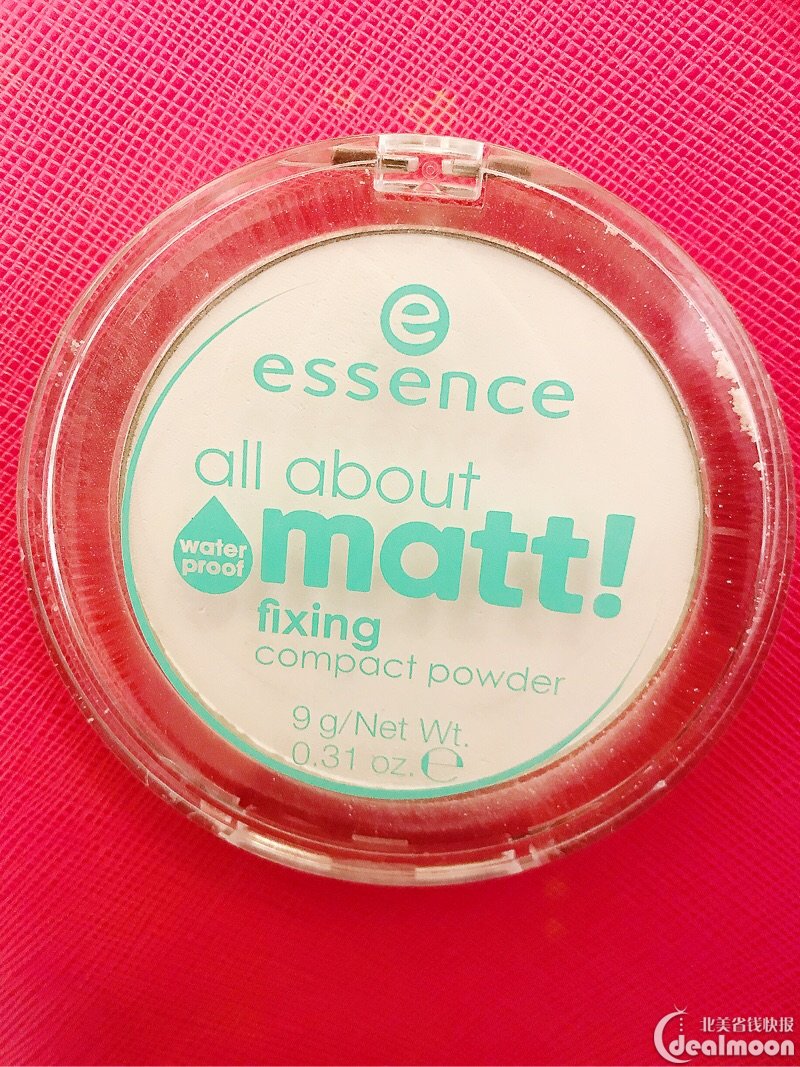 e
essence
all about
matt!
water
proof
fixing
compact powder
9 g/Net Wt.
0.31 oz. ℮
北美省钱快报
dealmoon